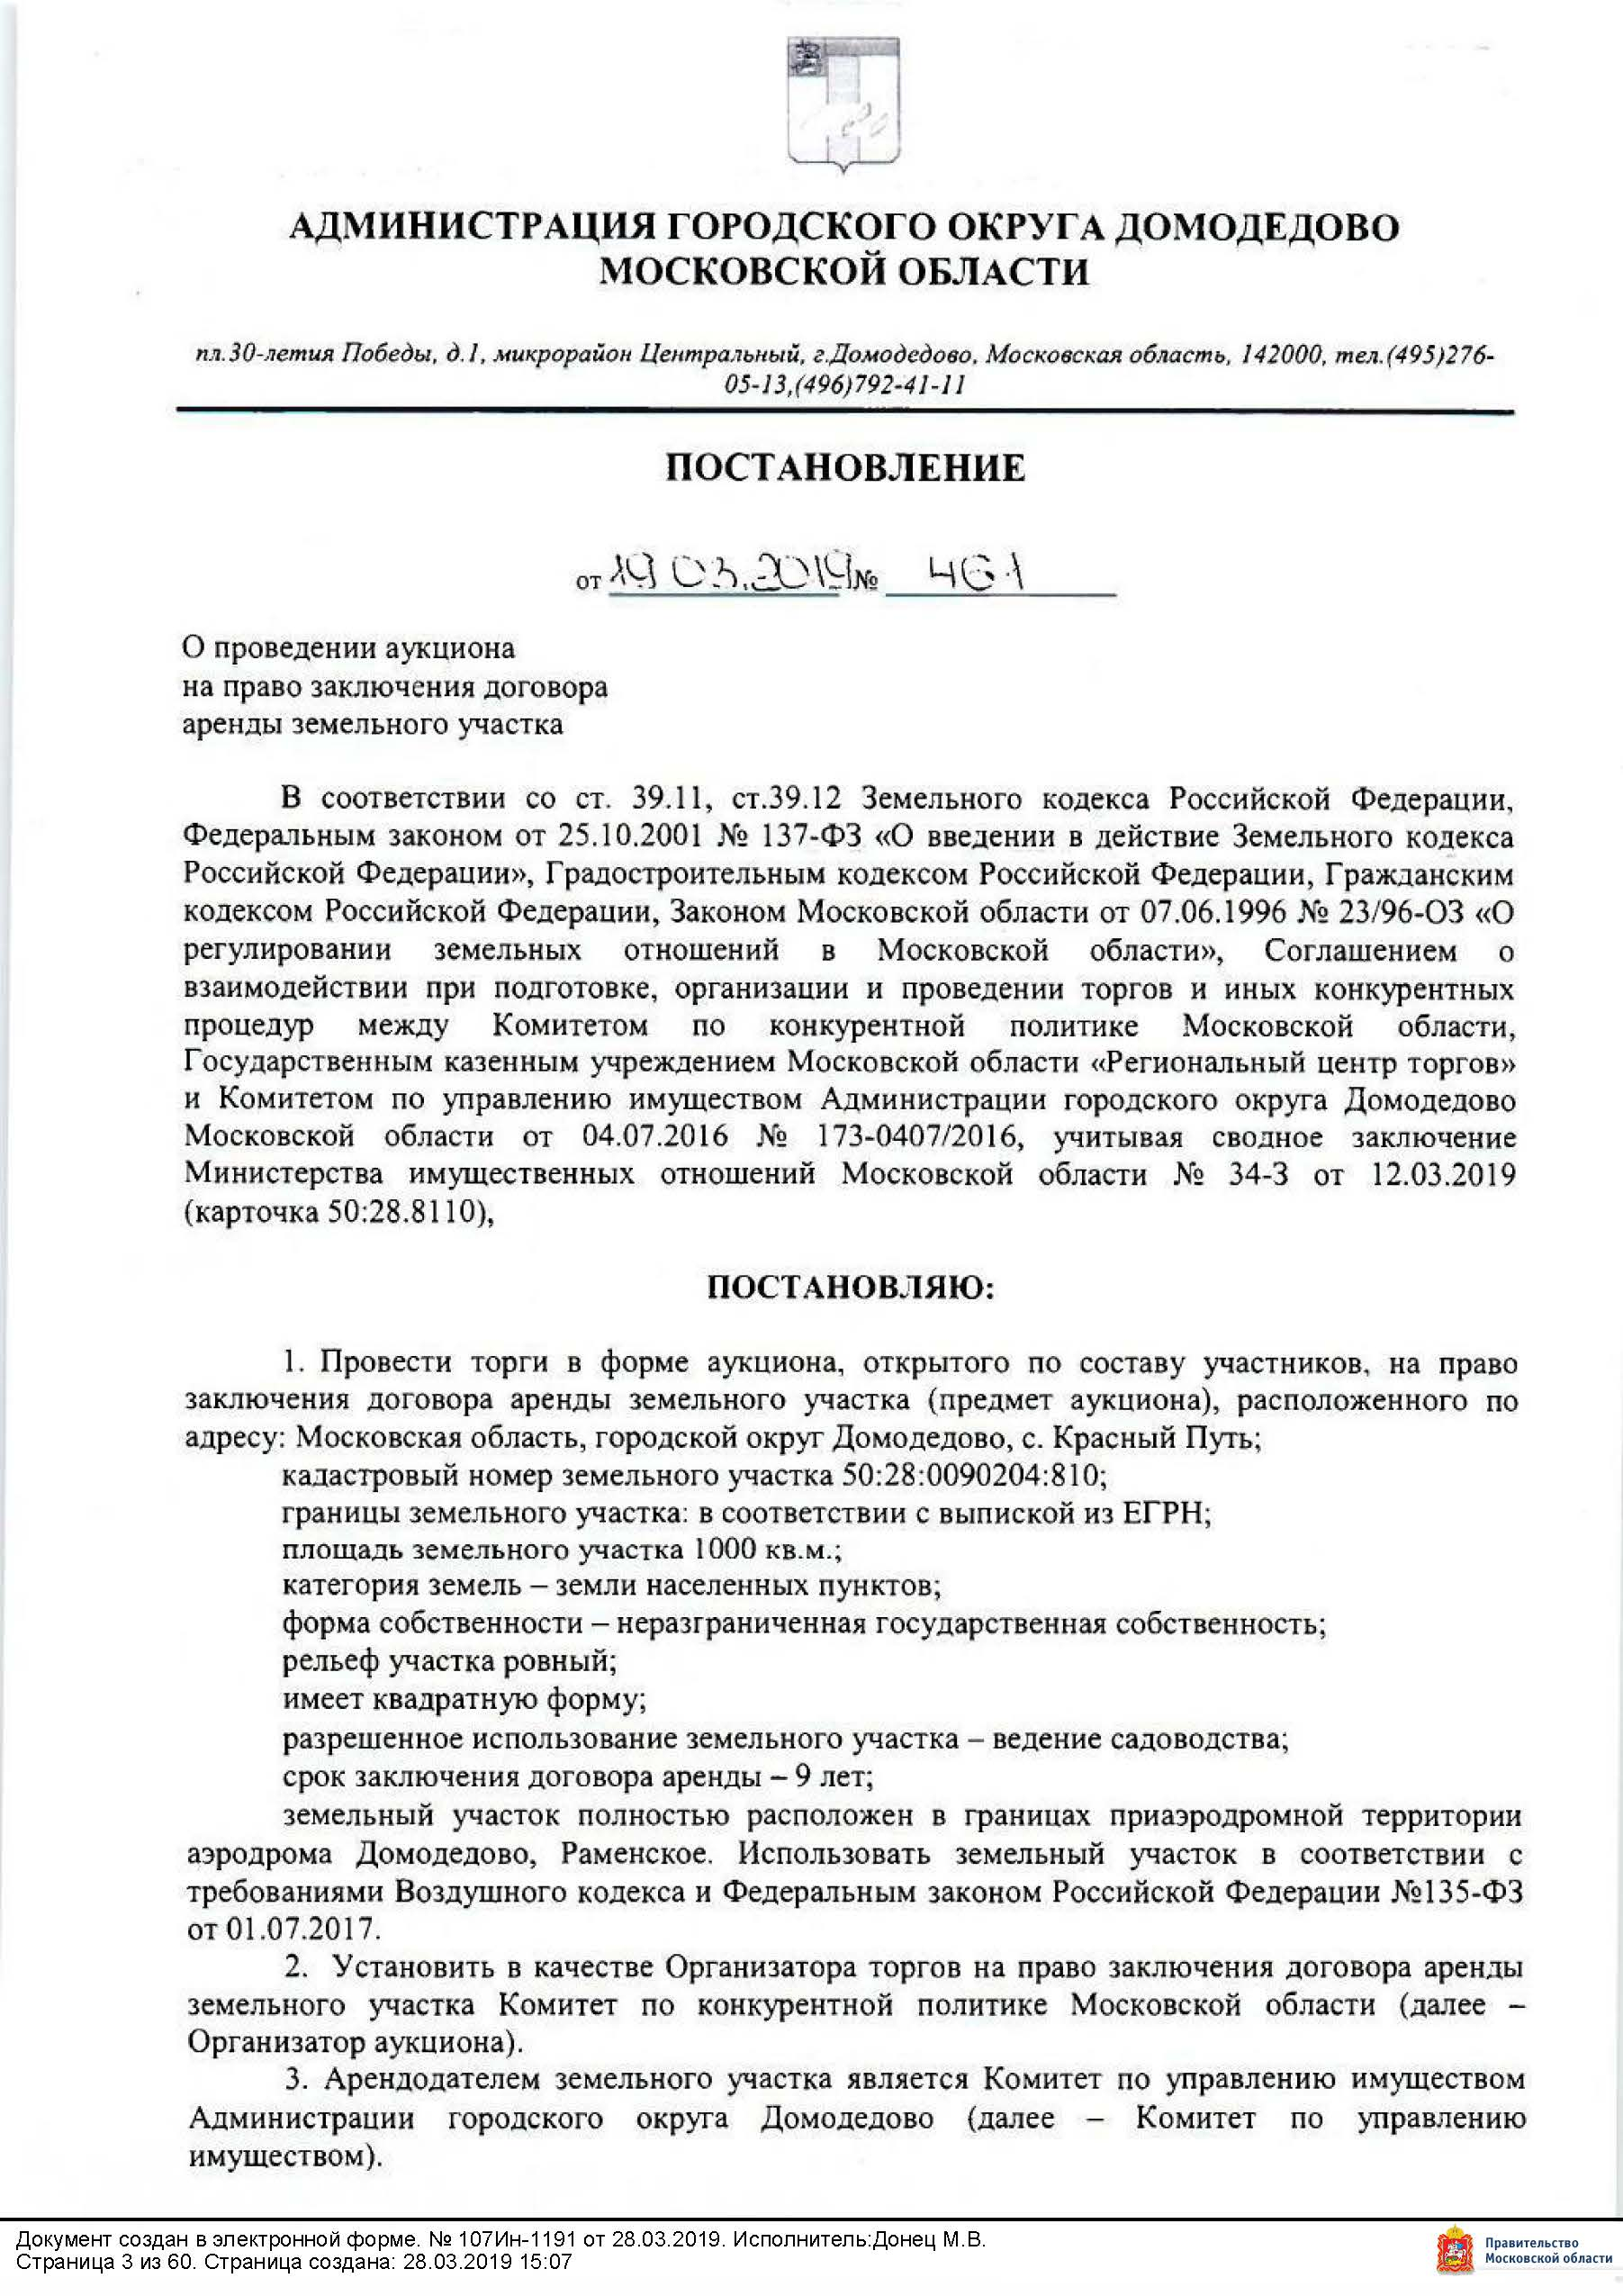 АДМИНИСТРАЦИЯ ГОРОДСКОГО ОКРУГА ДОМОДЕДОВО
МОСКОВСКОЙ ОБЛАСТИ
пл.30-летия Победы, д.1, микрорайон Центральный, г.Домодедово, Московская область, 142000, тел.(495)276-
05-13,(496)792-41-11
ПОСТАНОВЛЕНИЕ
от 19 03.2019 № 461
О проведении аукциона
на право заключения договора
аренды земельного участка
В соответствии со ст. 39.11, ст.39.12 Земельного кодекса Российской Федерации,
Федеральным законом от 25.10.2001 № 137-ФЗ «О введении в действие Земельного кодекса
Российской Федерации», Градостроительным кодексом Российской Федерации, Гражданским
кодексом Российской Федерации, Законом Московской области от 07.06.1996 № 23/96-ОЗ «О
регулировании земельных отношений в Московской области», Соглашением о
взаимодействии при подготовке, организации и проведении торгов и иных конкурентных
процедур между Комитетом по конкурентной политике Московской области,
Государственным казенным учреждением Московской области «Региональный центр торгов»
и Комитетом по управлению имуществом Администрации городского округа Домодедово
Московской области от 04.07.2016 № 173-0407/2016, учитывая сводное заключение
Министерства имущественных отношений Московской области № 34-З от 12.03.2019
(карточка 50:28.8110),
ПОСТАНОВЛЯЮ:
1. Провести торги в форме аукциона, открытого по составу участников, на право
заключения договора аренды земельного участка (предмет аукциона), расположенного по
адресу: Московская область, городской округ Домодедово, с. Красный Путь;
кадастровый номер земельного участка 50:28:0090204:810;
границы земельного участка: в соответствии с выпиской из ЕГРН;
площадь земельного участка 1000 кв.м.;
категория земель – земли населенных пунктов;
форма собственности – неразграниченная государственная собственность;
рельеф участка ровный;
имеет квадратную форму;
разрешенное использование земельного участка – ведение садоводства;
срок заключения договора аренды – 9 лет;
земельный участок полностью расположен в границах приаэродромной территории
аэродрома Домодедово, Раменское. Использовать земельный участок в соответствии с
требованиями Воздушного кодекса и Федеральным законом Российской Федерации №135-ФЗ
от 01.07.2017.
2. Установить в качестве Организатора торгов на право заключения договора аренды
земельного участка Комитет по конкурентной политике Московской области (далее –
Организатор аукциона).
3. Арендодателем земельного участка является Комитет по управлению имуществом
Администрации городского округа Домодедово (далее – Комитет по управлению
имуществом).
Документ создан в электронной форме. № 107Ин-1191 от 28.03.2019. Исполнитель:Донец М.В.
Страница 3 из 60. Страница создана: 28.03.2019 15:07
Правительство
Московской области